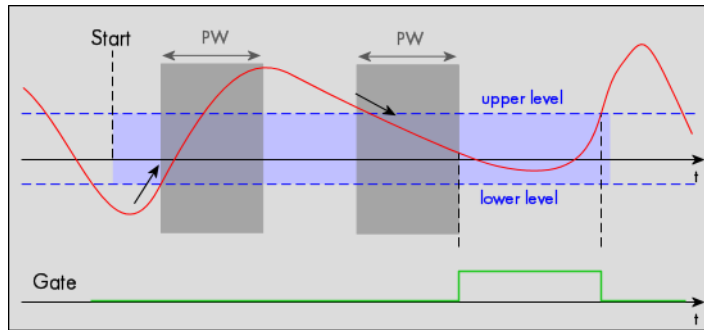 Start
PW
PW
upper level
t
lower level
Gate
t